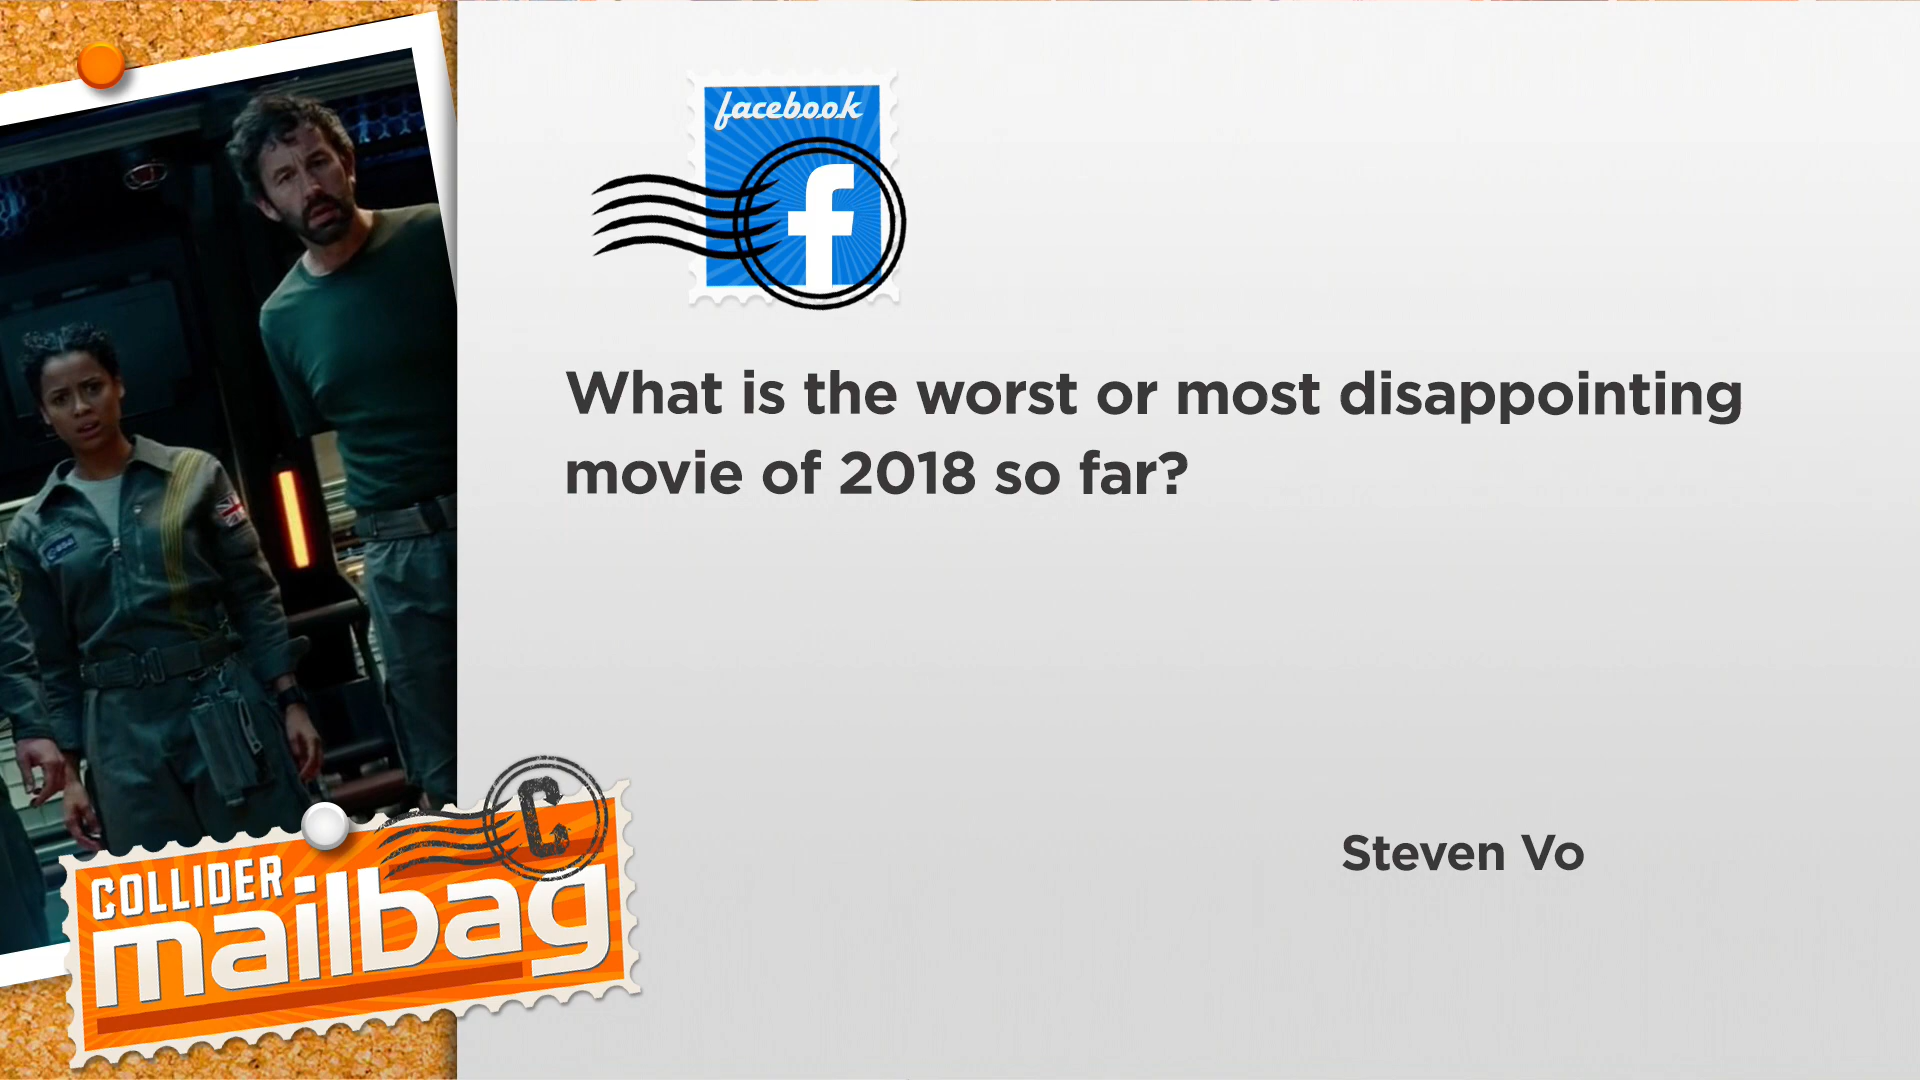 facebook
f
What is the worst or most disappointing
movie of 2018 so far?
Steven Vo
C
COLLIDER
mailbag